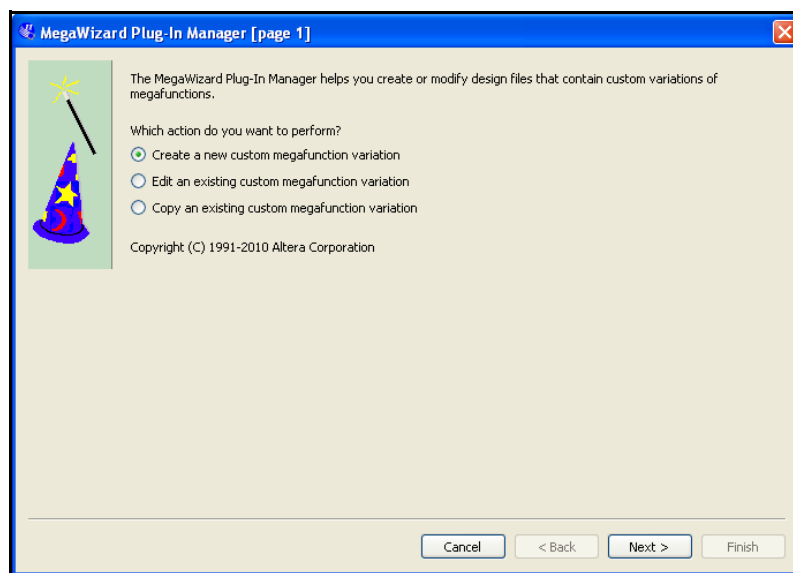 MegaWizard Plug-In Manager [page 1]
The MegaWizard Plug-In Manager helps you create or modify design files that contain custom variations of
megafunctions.
Which action do you want to perform?
Create a new custom megafunction variation
Edit an existing custom megafunction variation
Copy an existing custom megafunction variation
Copyright (C) 1991-2010 Altera Corporation
Cancel < Back Next > Finish